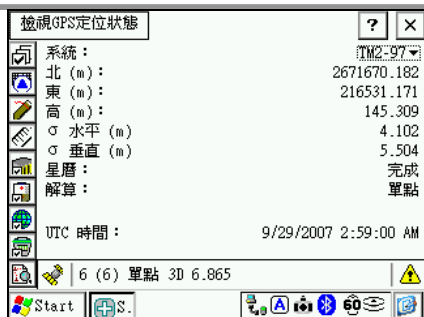 檢視GPS定位狀態 ? ×
系統： TM2-97
北 (m)： 2671670.182
東 (m)： 216531.171
高 (m)： 145.309
σ 水平 (m) 4.102
σ 垂直 (m) 5.504
星曆： 完成
解算： 單點
UTC 時間： 9/29/2007 2:59:00 AM
6 (6) 單點 3D 6.865
Start S. A 60